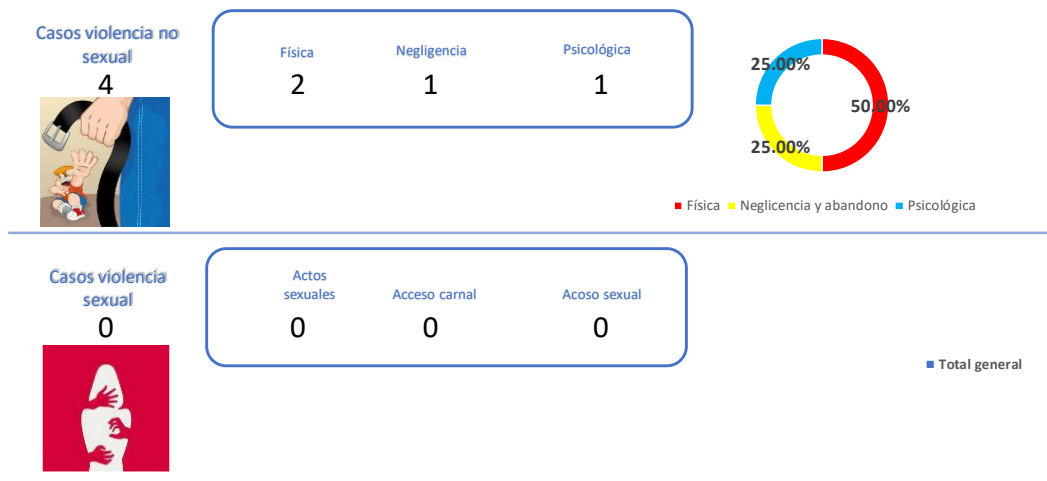 Casos violencia no
sexual
4
Física
2
Negligencia
1
Psicológica
1
25.00%
50.00%
25.00%
Física
Neglicencia y abandono
Psicológica
Casos violencia
sexual
0
Actos
sexuales
0
Acceso carnal
0
Acoso sexual
0
Total general